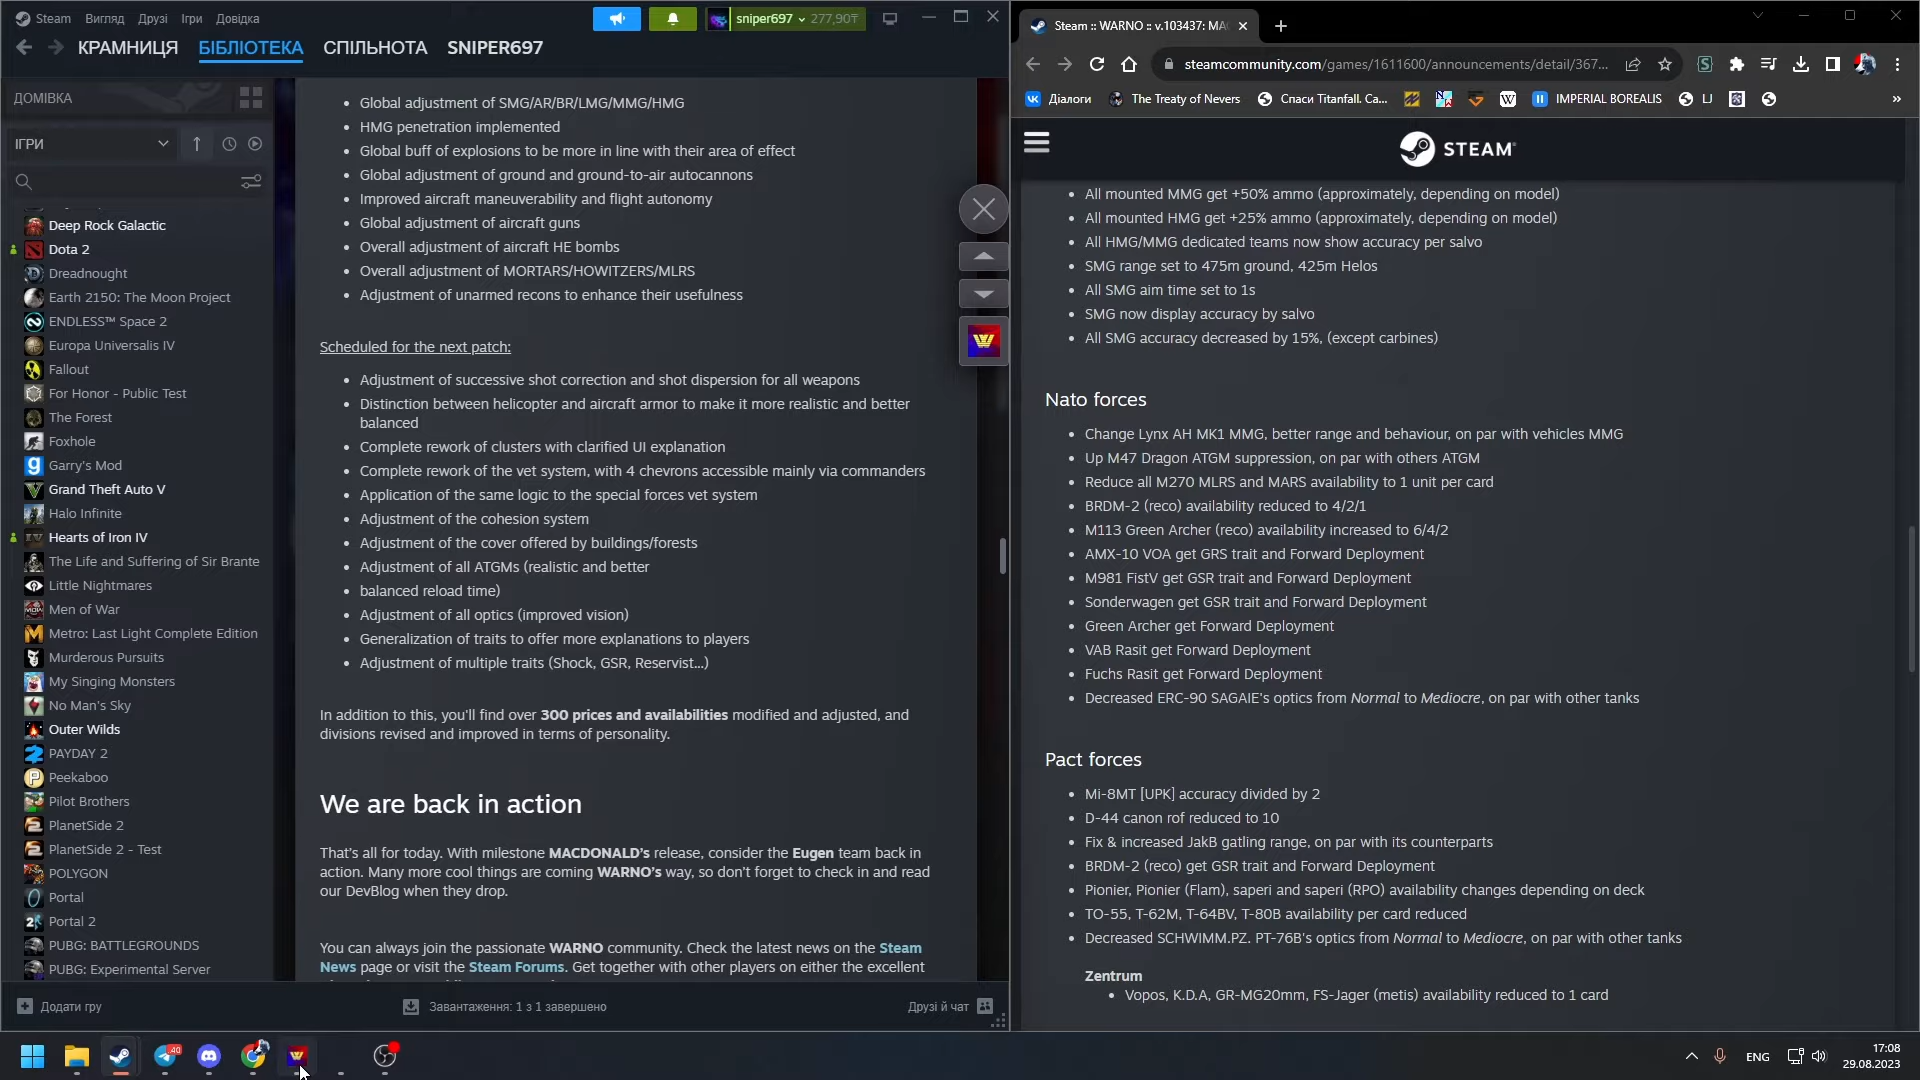 Steam Вигляд Друзі Ігри Довідка
sniper697 277,90₸
КРАМНИЦЯ БІБЛІОТЕКА СПІЛЬНОТА SNIPER697
ДОМІВКА
ІГРИ
Deep Rock Galactic
Dota 2
Dreadnought
Earth 2150: The Moon Project
ENDLESS™ Space 2
Europa Universalis IV
Fallout
For Honor - Public Test
The Forest
Foxhole
Garry's Mod
Grand Theft Auto V
Halo Infinite
Hearts of Iron IV
The Life and Suffering of Sir Brante
Little Nightmares
Men of War
Metro: Last Light Complete Edition
Murderous Pursuits
My Singing Monsters
No Man's Sky
Outer Wilds
PAYDAY 2
Peekaboo
Pilot Brothers
PlanetSide 2
PlanetSide 2 - Test
POLYGON
Portal
Portal 2
PUBG: BATTLEGROUNDS
PUBG: Experimental Server
Додати гру
• Global adjustment of SMG/AR/BR/LMG/MMG/HMG
• HMG penetration implemented
• Global buff of explosions to be more in line with their area of effect
• Global adjustment of ground and ground-to-air autocannons
• Improved aircraft maneuverability and flight autonomy
• Global adjustment of aircraft guns
• Overall adjustment of aircraft HE bombs
• Overall adjustment of MORTARS/HOWITZERS/MLRS
• Adjustment of unarmed recons to enhance their usefulness
Scheduled for the next patch:
• Adjustment of successive shot correction and shot dispersion for all weapons
• Distinction between helicopter and aircraft armor to make it more realistic and better
balanced
• Complete rework of clusters with clarified UI explanation
• Complete rework of the vet system, with 4 chevrons accessible mainly via commanders
• Application of the same logic to the special forces vet system
• Adjustment of the cohesion system
• Adjustment of the cover offered by buildings/forests
• Adjustment of all ATGMs (realistic and better
• balanced reload time)
• Adjustment of all optics (improved vision)
• Generalization of traits to offer more explanations to players
• Adjustment of multiple traits (Shock, GSR, Reservist...)
In addition to this, you'll find over 300 prices and availabilities modified and adjusted, and
divisions revised and improved in terms of personality.
We are back in action
That's all for today. With milestone MACDONALD's release, consider the Eugen team back in
action. Many more cool things are coming WARNO's way, so don't forget to check in and read
our DevBlog when they drop.
You can always join the passionate WARNO community. Check the latest news on the Steam
News page or visit the Steam Forums. Get together with other players on either the excellent
Завантаження: 1 з 1 завершено
Друзі й чат
Steam :: WARNO :: v.103437: MA
steamcommunity.com/games/1611600/announcements/detail/367...
Діалоги The Treaty of Nevers Спаси Titanfall. Ca... IMPERIAL BOREALIS LJ »
STEAM
• All mounted MMG get +50% ammo (approximately, depending on model)
• All mounted HMG get +25% ammo (approximately, depending on model)
• All HMG/MMG dedicated teams now show accuracy per salvo
• SMG range set to 475m ground, 425m Helos
• All SMG aim time set to 1s
• SMG now display accuracy by salvo
• All SMG accuracy decreased by 15%, (except carbines)
Nato forces
• Change Lynx AH MK1 MMG, better range and behaviour, on par with vehicles MMG
• Up M47 Dragon ATGM suppression, on par with others ATGM
• Reduce all M270 MLRS and MARS availability to 1 unit per card
• BRDM-2 (reco) availability reduced to 4/2/1
• M113 Green Archer (reco) availability increased to 6/4/2
• AMX-10 VOA get GRS trait and Forward Deployment
• M981 FistV get GSR trait and Forward Deployment
• Sonderwagen get GSR trait and Forward Deployment
• Green Archer get Forward Deployment
• VAB Rasit get Forward Deployment
• Fuchs Rasit get Forward Deployment
• Decreased ERC-90 SAGAIE's optics from Normal to Mediocre, on par with other tanks
Pact forces
• Mi-8MT [UPK] accuracy divided by 2
• D-44 canon rof reduced to 10
• Fix & increased JakB gatling range, on par with its counterparts
• BRDM-2 (reco) get GSR trait and Forward Deployment
• Pionier, Pionier (Flam), saperi and saperi (RPO) availability changes depending on deck
• TO-55, T-62M, T-64BV, T-80B availability per card reduced
• Decreased SCHWIMM.PZ. PT-76B's optics from Normal to Mediocre, on par with other tanks
Zentrum
• Vopos, K.D.A, GR-MG20mm, FS-Jager (metis) availability reduced to 1 card
40
ENG
17:08
29.08.2023